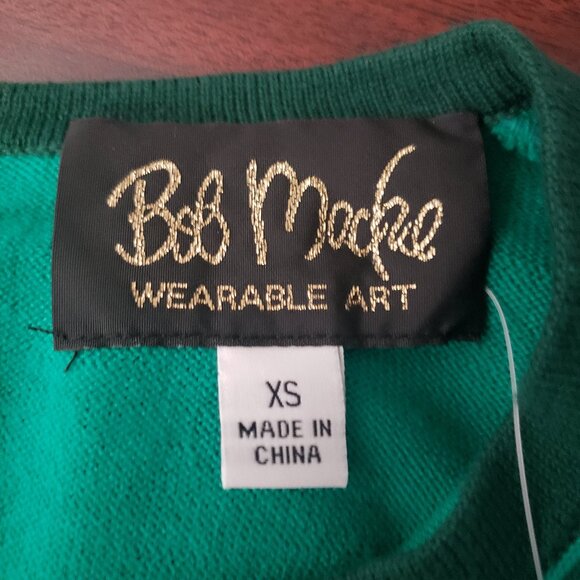 Bob Mackie
WEARABLE ART
XS
MADE IN
CHINA